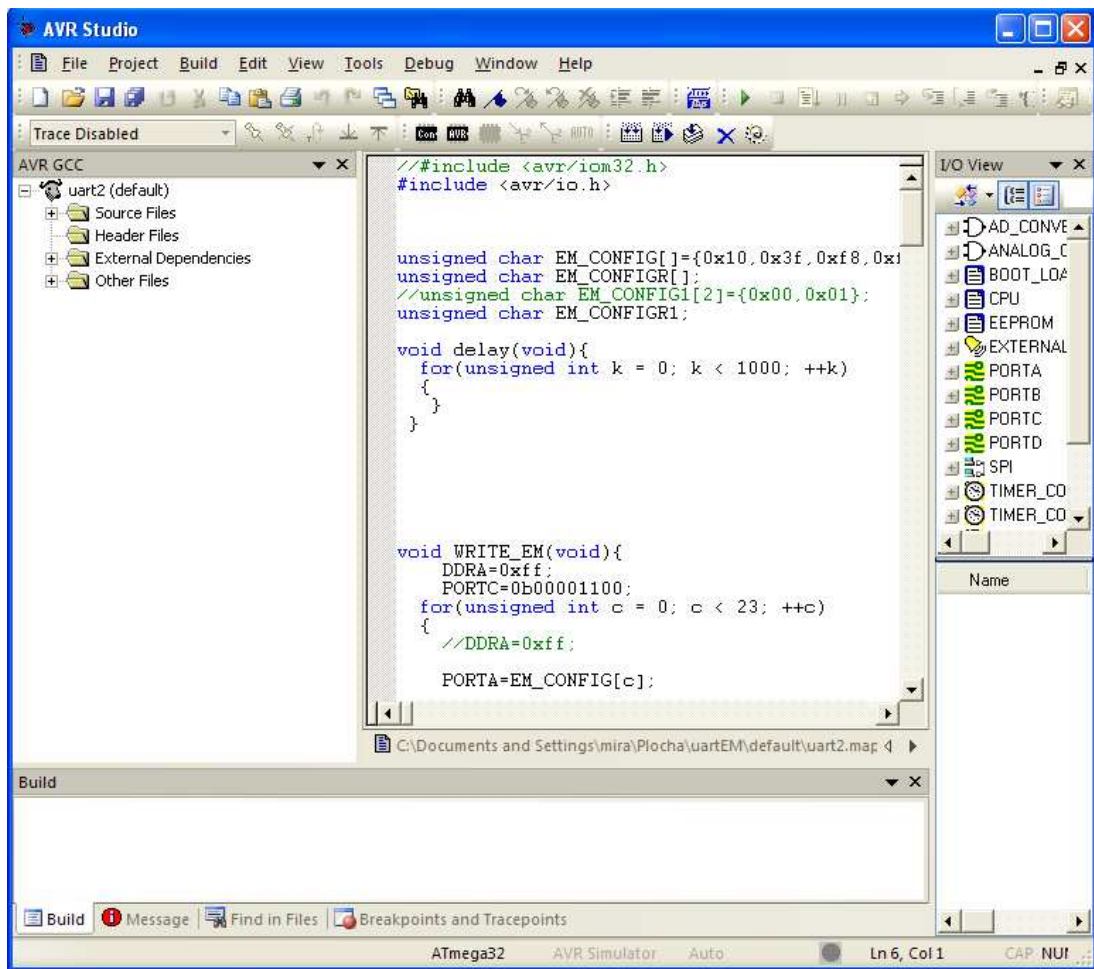 AVR Studio
File Project Build Edit View Tools Debug Window Help
Trace Disabled
Con AVR AUTO
AVR GCC
uart2 (default)
Source Files
Header Files
External Dependencies
Other Files
//#include <avr/iom32.h>
#include <avr/io.h>
unsigned char EM_CONFIG[]={0x10,0x3f,0xf8,0x
unsigned char EM_CONFIGR[];
//unsigned char EM_CONFIG1[2]={0x00,0x01};
unsigned char EM_CONFIGR1;
void delay(void){
for(unsigned int k = 0; k < 1000; ++k)
{
}
}
void WRITE_EM(void){
DDRA=0xff;
PORTC=0b00001100;
for(unsigned int c = 0; c < 23; ++c)
{
//DDRA=0xff;
PORTA=EM_CONFIG[c];
C:\Documents and Settings\mira\Plocha\uartEM\default\uart2.map
I/O View
AD_CONVE
ANALOG_C
BOOT_LOA
CPU
EEPROM
EXTERNAL
PORTA
PORTB
PORTC
PORTD
SPI
TIMER_CO
TIMER_CO
Name
Build
Build Message Find in Files Breakpoints and Tracepoints
ATmega32 AVR Simulator Auto Ln 6, Col 1 CAP NUM